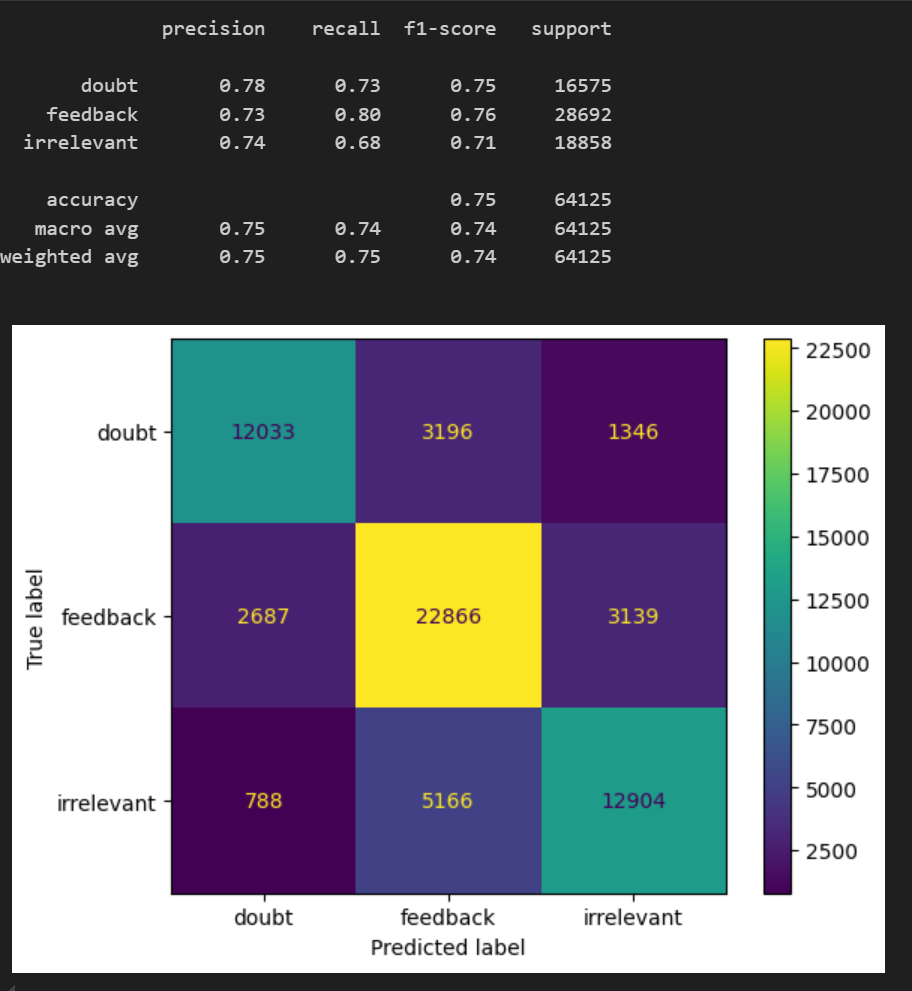 precision recall f1-score support
doubt 0.78 0.73 0.75 16575
feedback 0.73 0.80 0.76 28692
irrelevant 0.74 0.68 0.71 18858
accuracy 0.75 64125
macro avg 0.75 0.74 0.74 64125
weighted avg 0.75 0.75 0.74 64125
doubt 12033 3196 1346
feedback 2687 22866 3139
irrelevant 788 5166 12904
doubt feedback irrelevant
Predicted label
True label
22500
20000
17500
15000
12500
10000
7500
5000
2500